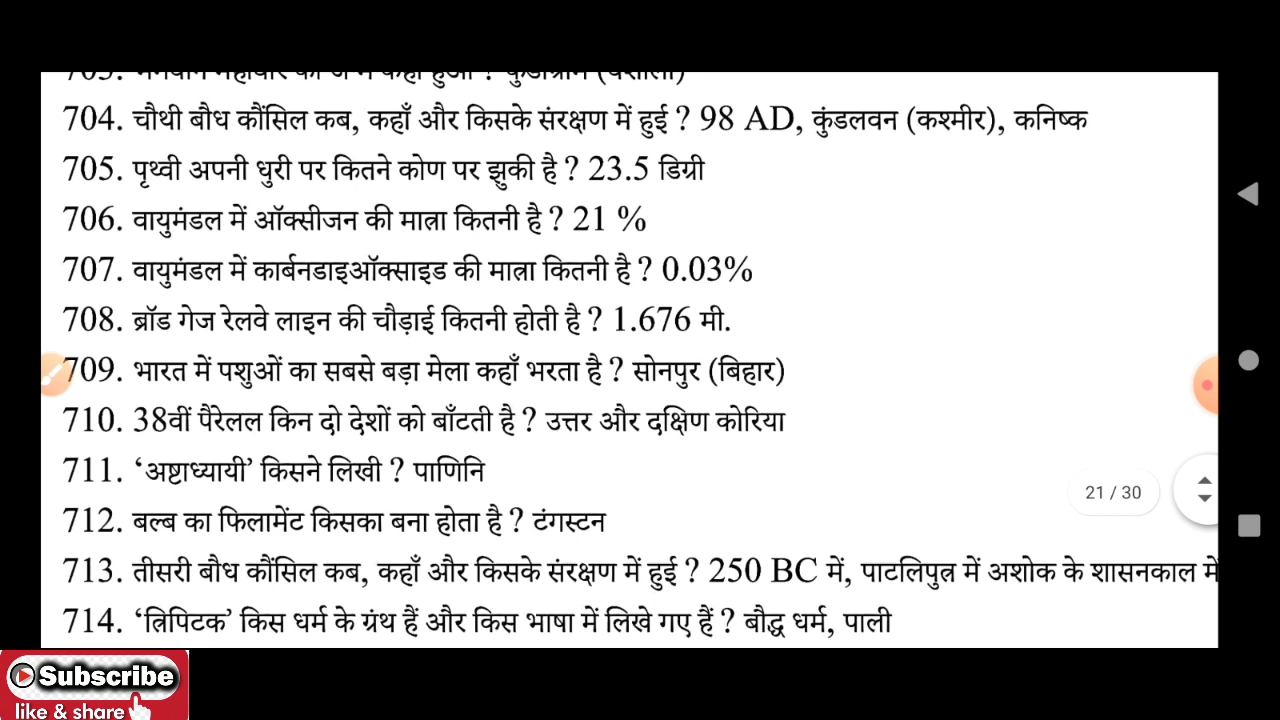 704. चौथी बौध कौंसिल कब, कहाँ और किसके संरक्षण में हुई ? 98 AD, कुंडलवन (कश्मीर), कनिष्क
705. पृथ्वी अपनी धुरी पर कितने कोण पर झुकी है ? 23.5 डिग्री
706. वायुमंडल में ऑक्सीजन की मात्रा कितनी है ? 21 %
707. वायुमंडल में कार्बनडाइऑक्साइड की मात्रा कितनी है ? 0.03%
708. ब्रॉड गेज रेलवे लाइन की चौड़ाई कितनी होती है ? 1.676 मी.
709. भारत में पशुओं का सबसे बड़ा मेला कहाँ भरता है ? सोनपुर (बिहार)
710. 38वीं पैरेलल किन दो देशों को बाँटती है ? उत्तर और दक्षिण कोरिया
711. ‘अष्टाध्यायी’ किसने लिखी ? पाणिनि
21 / 30
712. बल्ब का फिलामेंट किसका बना होता है ? टंगस्टन
713. तीसरी बौध कौंसिल कब, कहाँ और किसके संरक्षण में हुई ? 250 BC में, पाटलिपुत्र में अशोक के शासनकाल में
714. ‘त्रिपिटक’ किस धर्म के ग्रंथ हैं और किस भाषा में लिखे गए हैं ? बौद्ध धर्म, पाली
Subscribe
like & share